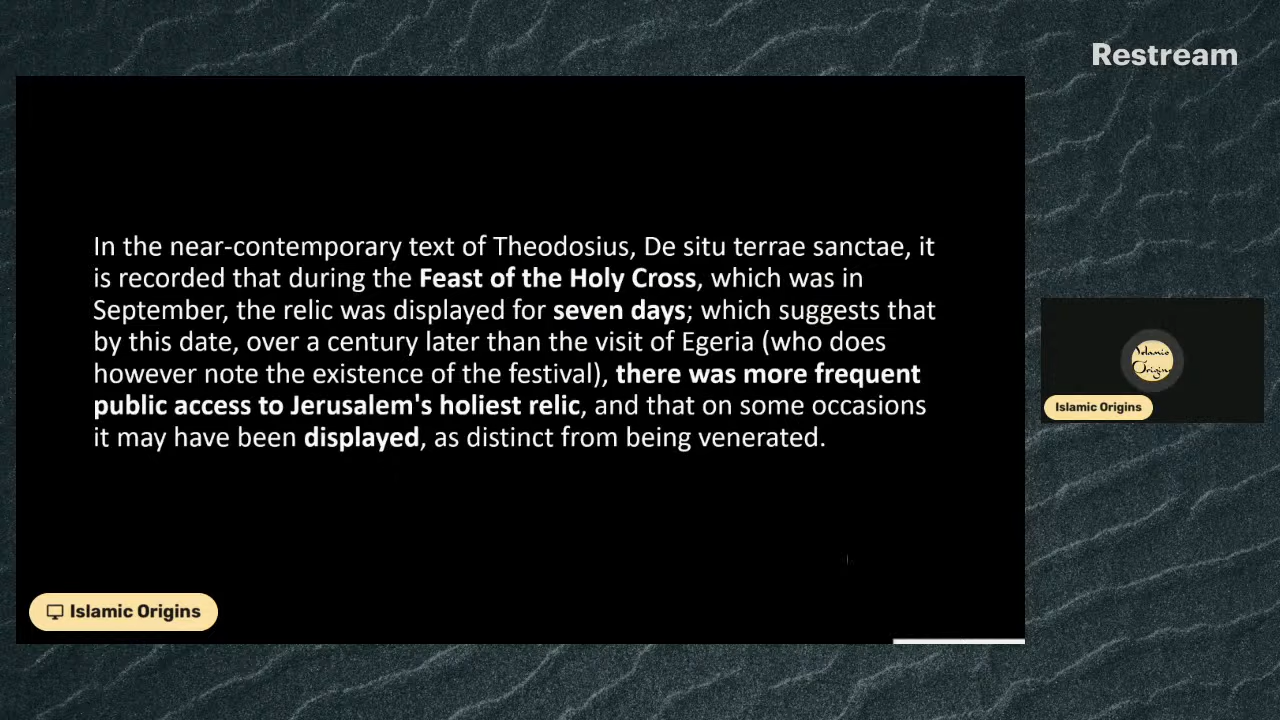 Restream
In the near-contemporary text of Theodosius, De situ terrae sanctae, it
is recorded that during the Feast of the Holy Cross, which was in
September, the relic was displayed for seven days; which suggests that
by this date, over a century later than the visit of Egeria (who does
however note the existence of the festival), there was more frequent
public access to Jerusalem's holiest relic, and that on some occasions
it may have been displayed, as distinct from being venerated.
Islamic
Origins
Islamic Origins
Islamic Origins